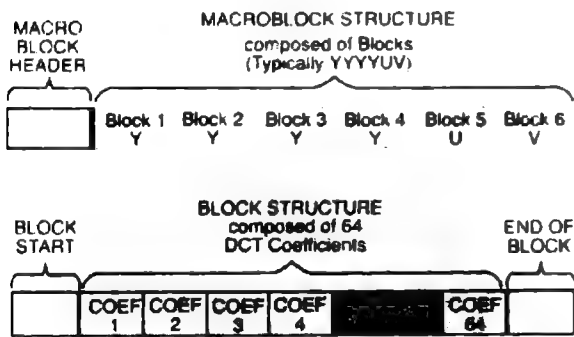 MACROBLOCK STRUCTURE
composed of Blocks
(Typically YYYYUV)
MACRO
BLOCK
HEADER
Block 1 Block 2 Block 3 Block 4 Block 5 Block 6
Y Y Y Y U V
BLOCK STRUCTURE
composed of 64
DCT Coefficients
BLOCK
START
END OF
BLOCK
COEF COEF COEF COEF COEF
1 2 3 4 64